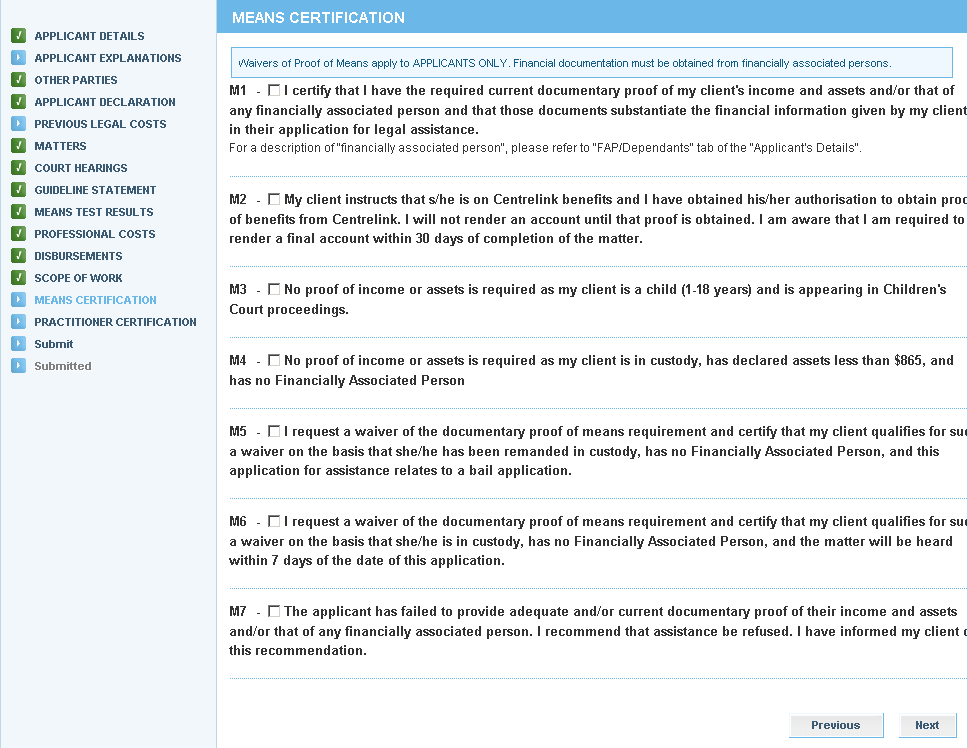 APPLICANT DETAILS
APPLICANT EXPLANATIONS
OTHER PARTIES
APPLICANT DECLARATION
PREVIOUS LEGAL COSTS
MATTERS
COURT HEARINGS
GUIDELINE STATEMENT
MEANS TEST RESULTS
PROFESSIONAL COSTS
DISBURSEMENTS
SCOPE OF WORK
MEANS CERTIFICATION
PRACTITIONER CERTIFICATION
Submit
Submitted
MEANS CERTIFICATION
Waivers of Proof of Means apply to APPLICANTS ONLY. Financial documentation must be obtained from financially associated persons.
M1 - I certify that I have the required current documentary proof of my client's income and assets and/or that of
any financially associated person and that those documents substantiate the financial information given by my client
in their application for legal assistance.
For a description of "financially associated person", please refer to "FAP/Dependants" tab of the "Applicant's Details".
M2 - My client instructs that s/he is on Centrelink benefits and I have obtained his/her authorisation to obtain proo
of benefits from Centrelink. I will not render an account until that proof is obtained. I am aware that I am required to
render a final account within 30 days of completion of the matter.
M3 - No proof of income or assets is required as my client is a child (1-18 years) and is appearing in Children's
Court proceedings.
M4 - No proof of income or assets is required as my client is in custody, has declared assets less than $865, and
has no Financially Associated Person
M5 - I request a waiver of the documentary proof of means requirement and certify that my client qualifies for suc
a waiver on the basis that she/he has been remanded in custody, has no Financially Associated Person, and this
application for assistance relates to a bail application.
M6 - I request a waiver of the documentary proof of means requirement and certify that my client qualifies for suc
a waiver on the basis that she/he is in custody, has no Financially Associated Person, and the matter will be heard
within 7 days of the date of this application.
M7 - The applicant has failed to provide adequate and/or current documentary proof of their income and assets
and/or that of any financially associated person. I recommend that assistance be refused. I have informed my client o
this recommendation.
Previous
Next